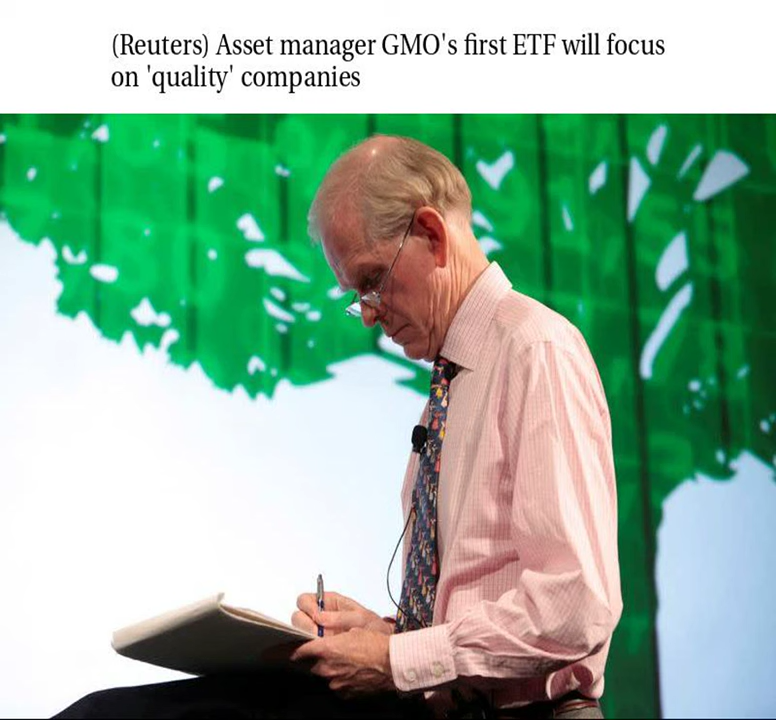 (Reuters) Asset manager GMO's first ETF will focus
on 'quality' companies